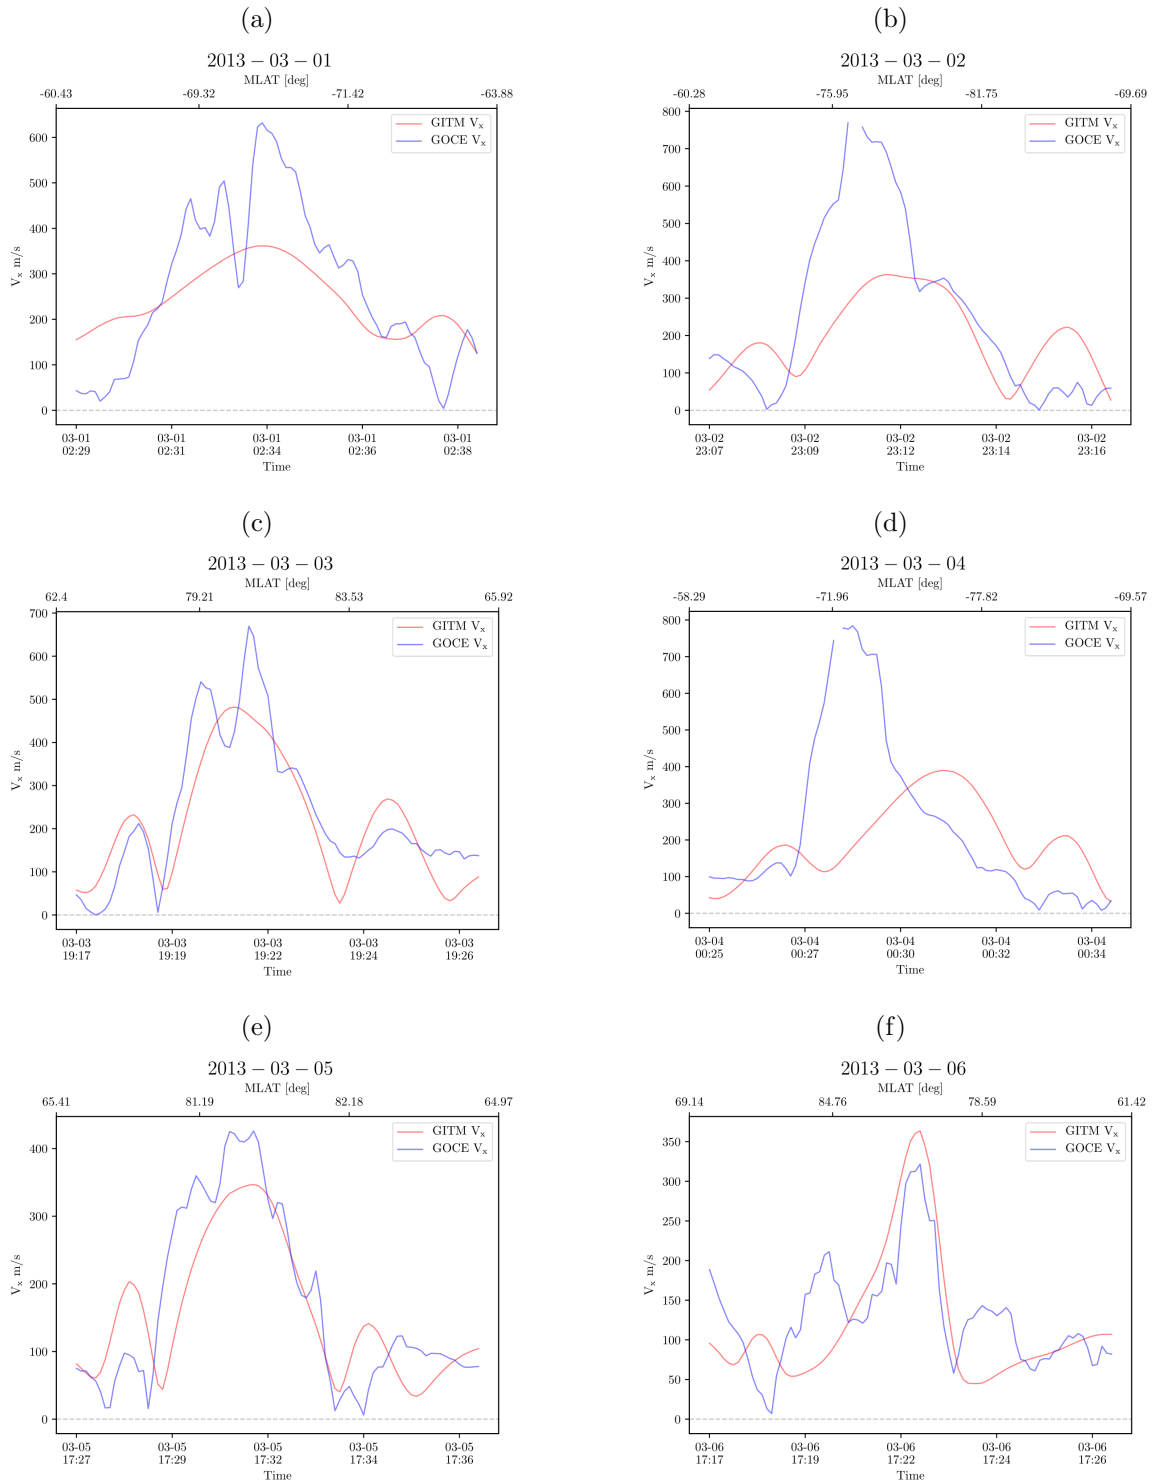 (a)
2013 − 03 − 01
MLAT [deg]
-60.43 -69.32 -71.42 -63.88
GITM Vₓ
GOCE Vₓ
600
500
400
300
200
100
0
Vₓ m/s
03-01 03-01 03-01 03-01 03-01
02:29 02:31 02:34 02:36 02:38
Time
(b)
2013 − 03 − 02
MLAT [deg]
-60.28 -75.95 -81.75 -69.69
GITM Vₓ
GOCE Vₓ
800
700
600
500
400
300
200
100
0
Vₓ m/s
03-02 03-02 03-02 03-02 03-02
23:07 23:09 23:12 23:14 23:16
Time
(c)
2013 − 03 − 03
MLAT [deg]
62.4 79.21 83.53 65.92
GITM Vₓ
GOCE Vₓ
700
600
500
400
300
200
100
0
Vₓ m/s
03-03 03-03 03-03 03-03 03-03
19:17 19:19 19:22 19:24 19:26
Time
(d)
2013 − 03 − 04
MLAT [deg]
-58.29 -71.96 -77.82 -69.57
GITM Vₓ
GOCE Vₓ
800
700
600
500
400
300
200
100
0
Vₓ m/s
03-04 03-04 03-04 03-04 03-04
00:25 00:27 00:30 00:32 00:34
Time
(e)
2013 − 03 − 05
MLAT [deg]
65.41 81.19 82.18 64.97
GITM Vₓ
GOCE Vₓ
400
300
200
100
0
Vₓ m/s
03-05 03-05 03-05 03-05 03-05
17:27 17:29 17:32 17:34 17:36
Time
(f)
2013 − 03 − 06
MLAT [deg]
69.14 84.76 78.59 61.42
GITM Vₓ
GOCE Vₓ
350
300
250
200
150
100
50
0
Vₓ m/s
03-06 03-06 03-06 03-06 03-06
17:17 17:19 17:22 17:24 17:26
Time